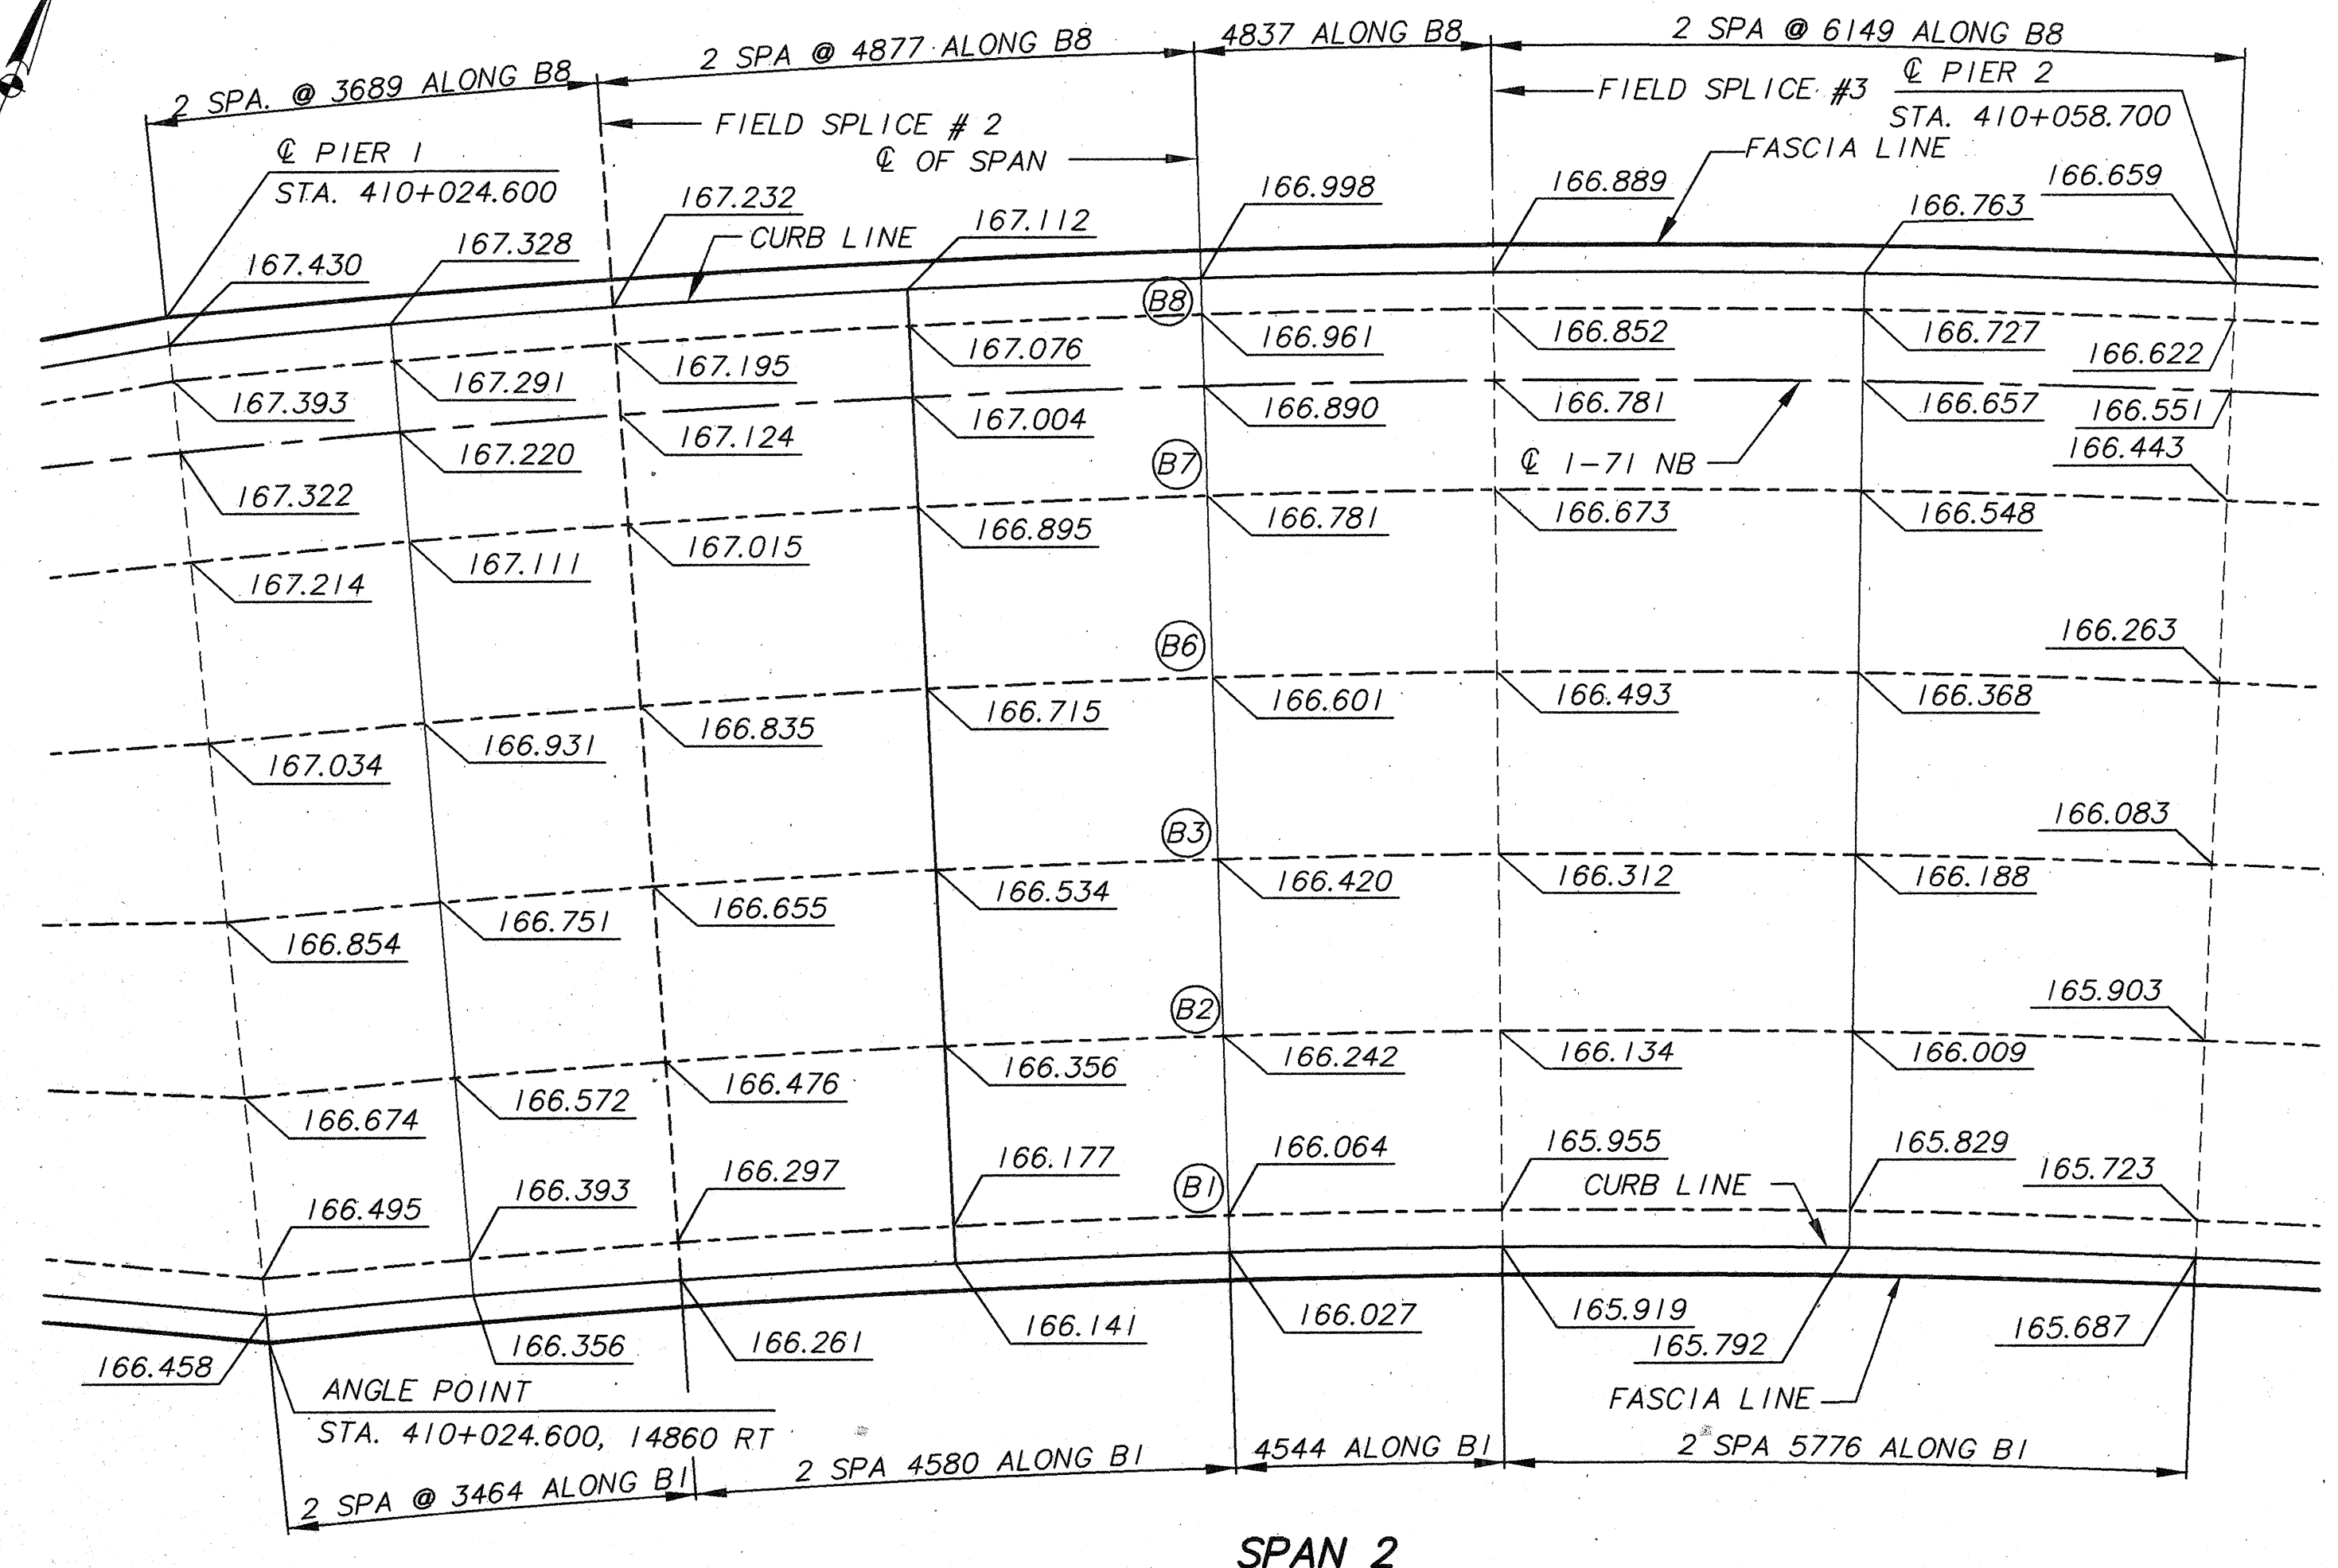 2 SPA. @ 3689 ALONG B8
2 SPA @ 4877 ALONG B8
4837 ALONG B8
2 SPA @ 6149 ALONG B8
FIELD SPLICE # 2
FIELD SPLICE #3
℄ PIER 2
STA. 410+058.700
℄ PIER 1
STA. 410+024.600
℄ OF SPAN
FASCIA LINE
167.430
167.328
167.232
CURB LINE
167.112
166.998
166.889
166.763
166.659
B8
167.393
167.291
167.195
167.076
166.961
166.852
166.727
166.622
167.322
167.220
167.124
167.004
166.890
166.781
166.657
166.551
℄ I-71 NB
B7
167.214
167.111
167.015
166.895
166.781
166.673
166.548
166.443
B6
167.034
166.931
166.835
166.715
166.601
166.493
166.368
166.263
B3
166.854
166.751
166.655
166.534
166.420
166.312
166.188
166.083
B2
166.674
166.572
166.476
166.356
166.242
166.134
166.009
165.903
B1
166.495
166.393
166.297
166.177
166.064
165.955
165.829
165.723
CURB LINE
166.458
166.356
166.261
166.141
166.027
165.919
165.792
165.687
ANGLE POINT
STA. 410+024.600, 14860 RT
FASCIA LINE
2 SPA @ 3464 ALONG B1
2 SPA 4580 ALONG B1
4544 ALONG B1
2 SPA 5776 ALONG B1
SPAN 2